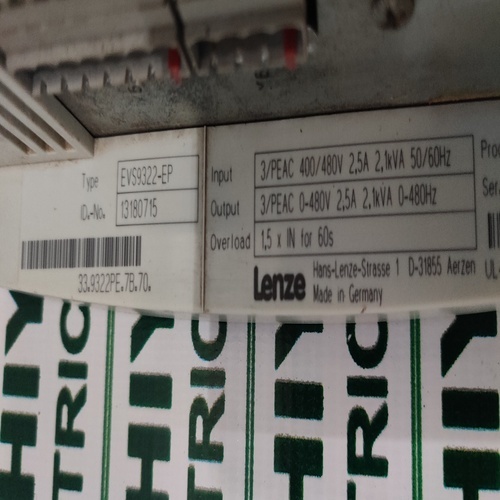 Type EVS9322-EP
ID.-No. 13180715
33.9322PE.7B.70.
Input 3/PEAC 400/480V 2,5A 2,1kVA 50/60Hz
Output 3/PEAC 0-480V 2,5A 2,1kVA 0-480Hz
Overload 1,5 x IN for 60s
Lenze Hans-Lenze-Strasse 1 D-31855 Aerzen
Made in Germany